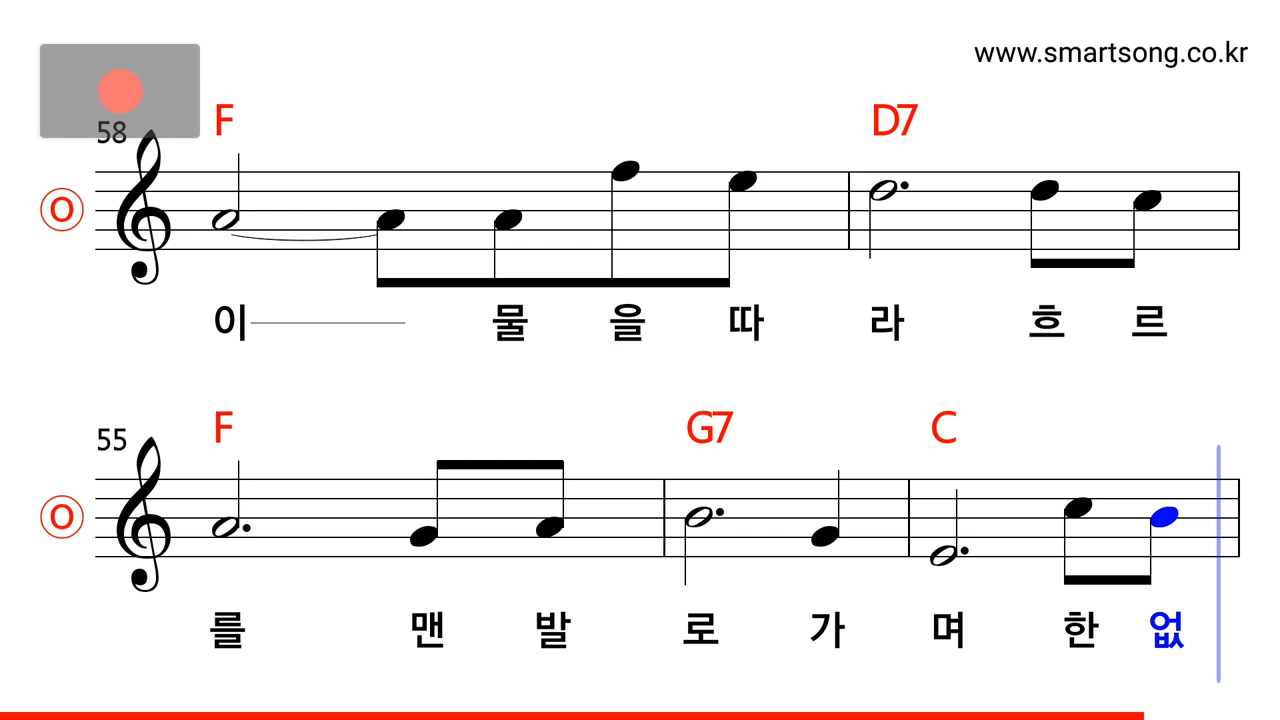 www.smartsong.co.kr
58 F D7
O
이 물 을 따 라 흐 르
55 F G7 C
O
를 맨 발 로 가 며 한 없